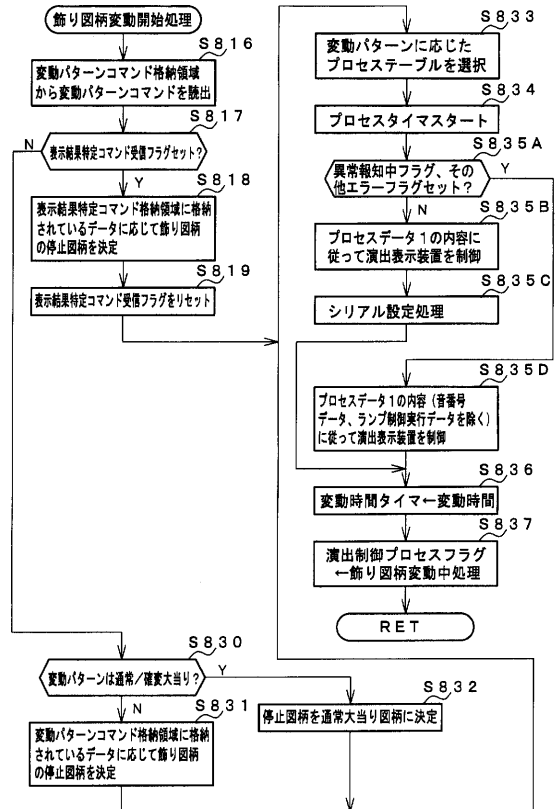 飾り図柄変動開始処理
S816
変動パターンコマンド格納領域
から変動パターンコマンドを読出
S817
表示結果特定コマンド受信フラグセット?
N
Y
S818
表示結果特定コマンド格納領域に格納
されているデータに応じて飾り図柄
の停止図柄を決定
S819
表示結果特定コマンド受信フラグをリセット
S830
変動パターンは通常/確変大当り?
Y
N
S831
変動パターンコマンド格納領域に格納
されているデータに応じて飾り図柄
の停止図柄を決定
S832
停止図柄を通常大当り図柄に決定
S833
変動パターンに応じた
プロセステーブルを選択
S834
プロセスタイマスタート
S835A
異常報知中フラグ、その
他エラーフラグセット?
Y
N
S835B
プロセスデータ1の内容に
従って演出表示装置を制御
S835C
シリアル設定処理
S835D
プロセスデータ1の内容(音番号
データ、ランプ制御実行データを除く)
に従って演出表示装置を制御
S836
変動時間タイマ←変動時間
S837
演出制御プロセスフラグ
←飾り図柄変動中処理
RET